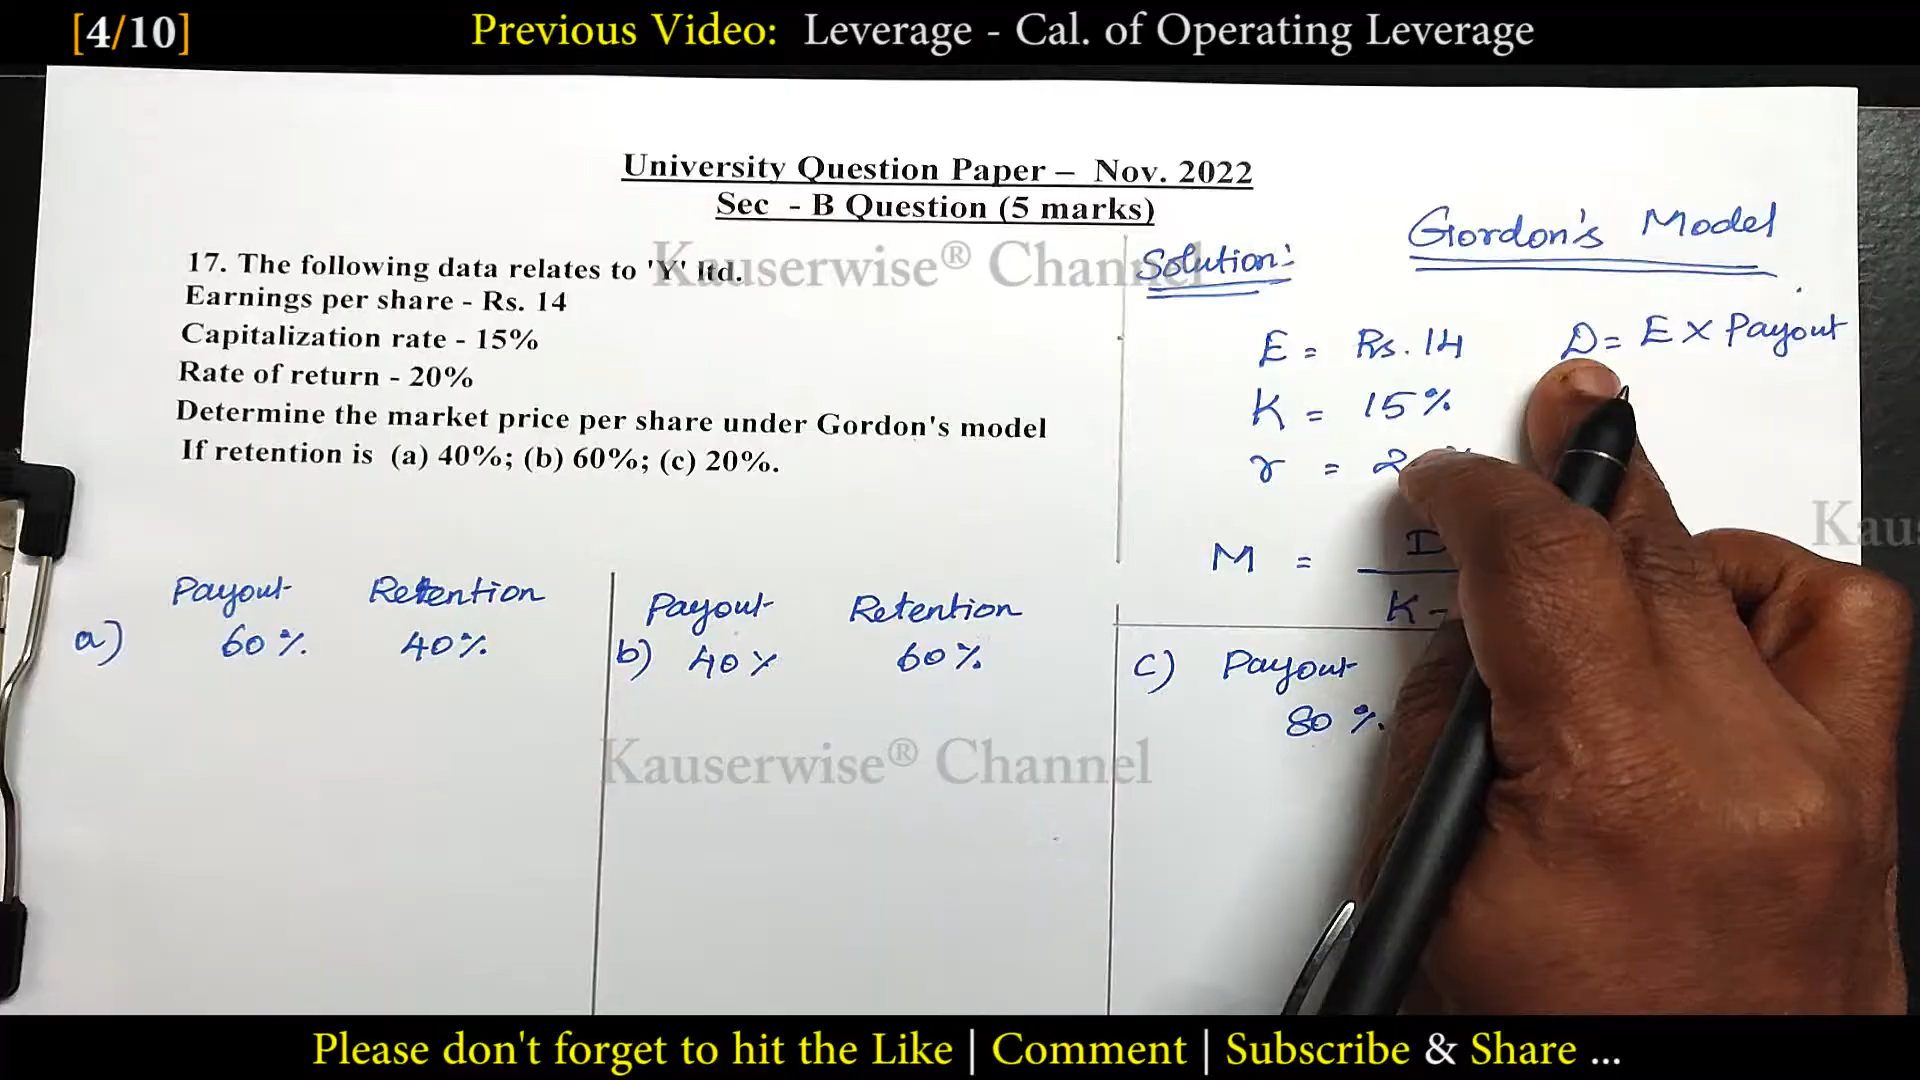 [4/10] Previous Video: Leverage - Cal. of Operating Leverage
University Question Paper – Nov. 2022
Sec - B Question (5 marks)
17. The following data relates to 'Y' ltd.
Earnings per share - Rs. 14
Capitalization rate - 15%
Rate of return - 20%
Determine the market price per share under Gordon's model
If retention is (a) 40%; (b) 60%; (c) 20%.
Kauserwise® Channel
Solution:
Gordon's Model
E = Rs. 14
D = E X Payout
K = 15%
r = 2
M = D
K -
a) Payout Retention
60% 40%
b) Payout Retention
40% 60%
c) Payout
80%
Kauserwise® Channel
Please don't forget to hit the Like | Comment | Subscribe & Share ...